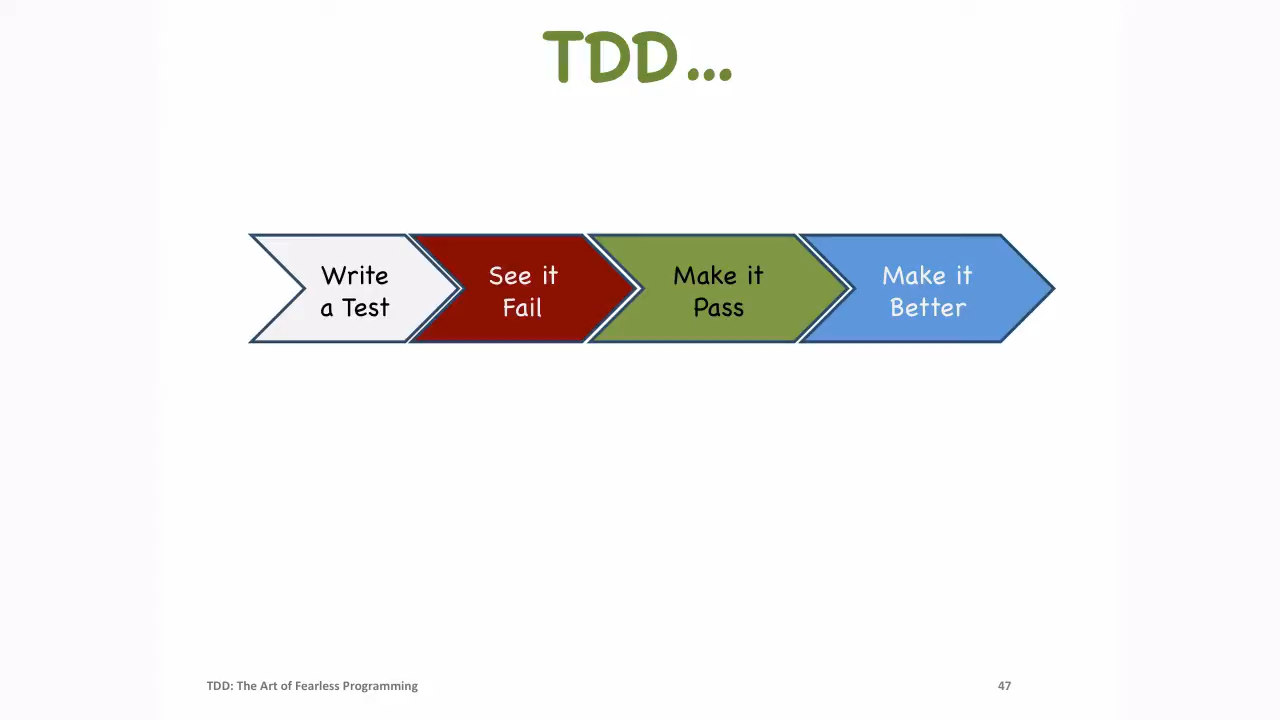 TDD...
Write
a Test
See it
Fail
Make it
Pass
Make it
Better
TDD: The Art of Fearless Programming
47